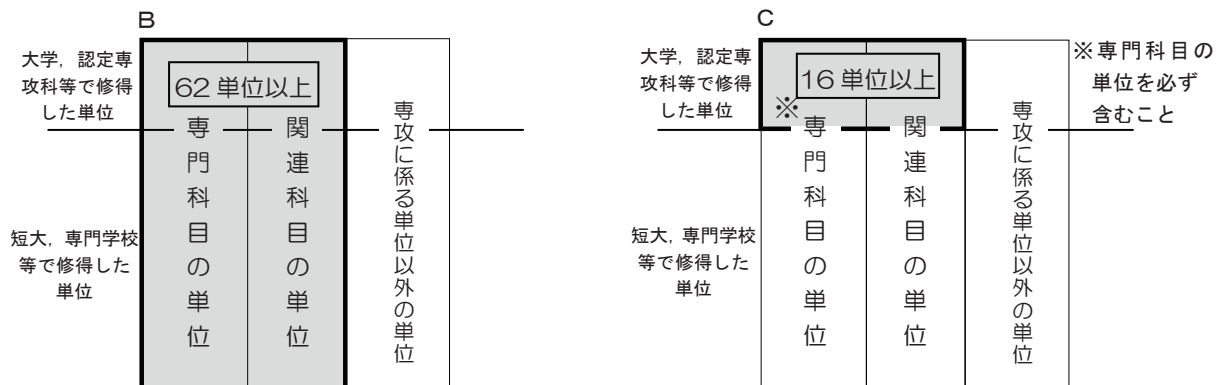 B
大学，認定専
攻科等で修得
した単位
62 単位以上
専門科目の単位
関連科目の単位
専攻に係る単位以外の単位
短大，専門学校
等で修得した
単位
C
大学，認定専
攻科等で修得
した単位
16 単位以上
※
専門科目の単位
関連科目の単位
専攻に係る単位以外の単位
短大，専門学校
等で修得した
単位
※専門科目の
単位を必ず
含むこと